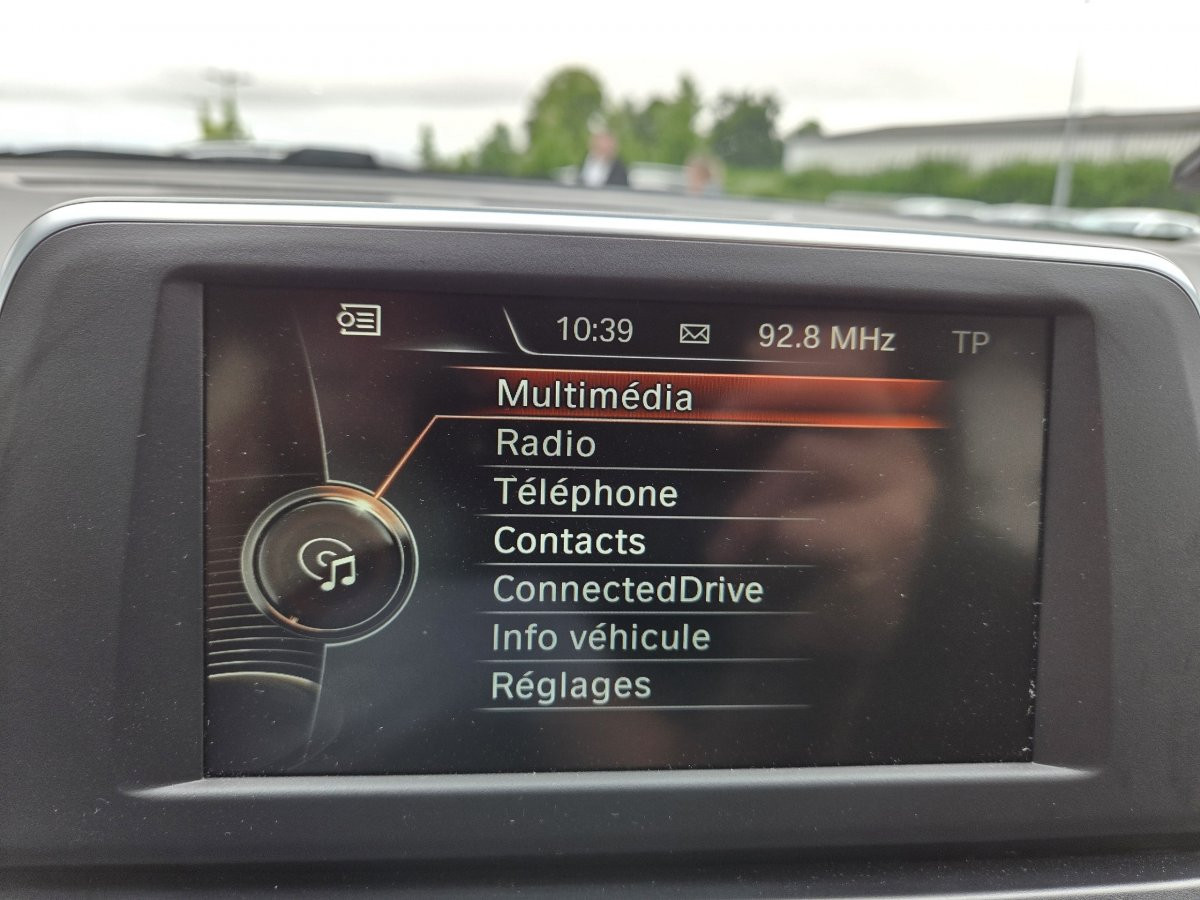 10:39 92.8 MHz TP
Multimédia
Radio
Téléphone
Contacts
ConnectedDrive
Info véhicule
Réglages